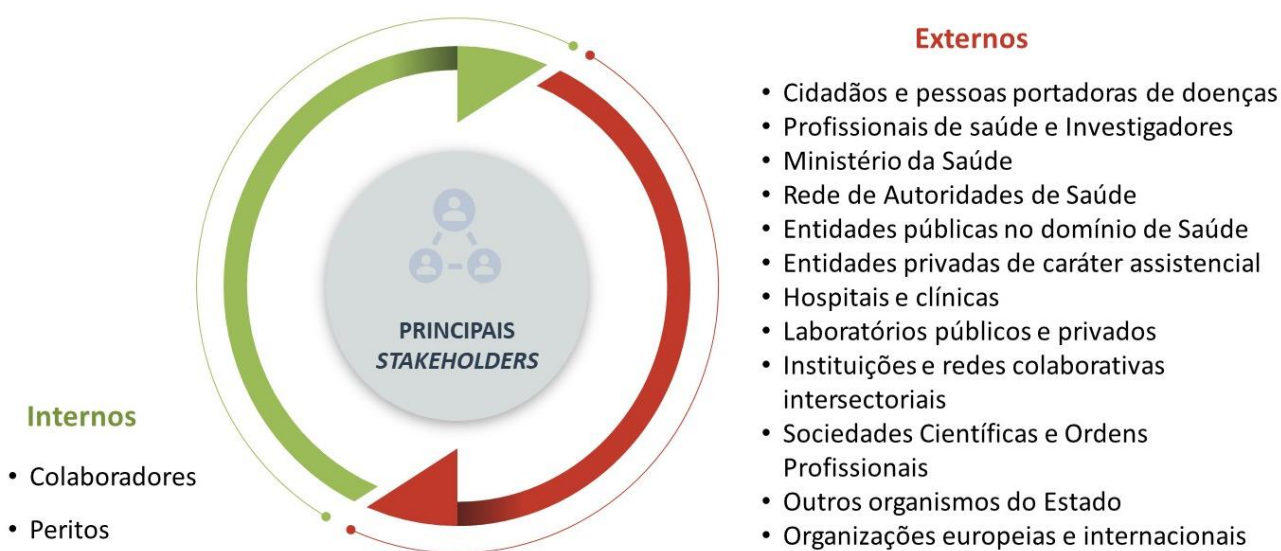 Externos
• Cidadãos e pessoas portadoras de doenças
• Profissionais de saúde e Investigadores
• Ministério da Saúde
• Rede de Autoridades de Saúde
• Entidades públicas no domínio de Saúde
• Entidades privadas de caráter assistencial
• Hospitais e clínicas
• Laboratórios públicos e privados
• Instituições e redes colaborativas
intersectoriais
• Sociedades Científicas e Ordens
Profissionais
• Outros organismos do Estado
• Organizações europeias e internacionais
PRINCIPAIS
STAKEHOLDERS
Internos
• Colaboradores
• Peritos